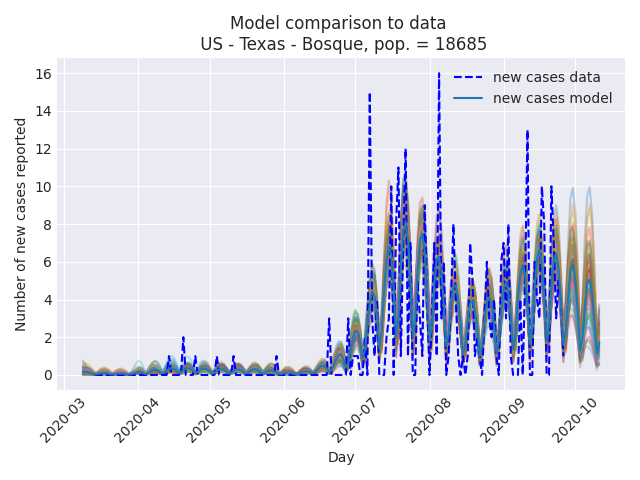 Model comparison to data
US - Texas - Bosque, pop. = 18685
new cases data
new cases model
Number of new cases reported
16
14
12
10
8
6
4
2
0
2020-03
2020-04
2020-05
2020-06
2020-07
2020-08
2020-09
2020-10
Day